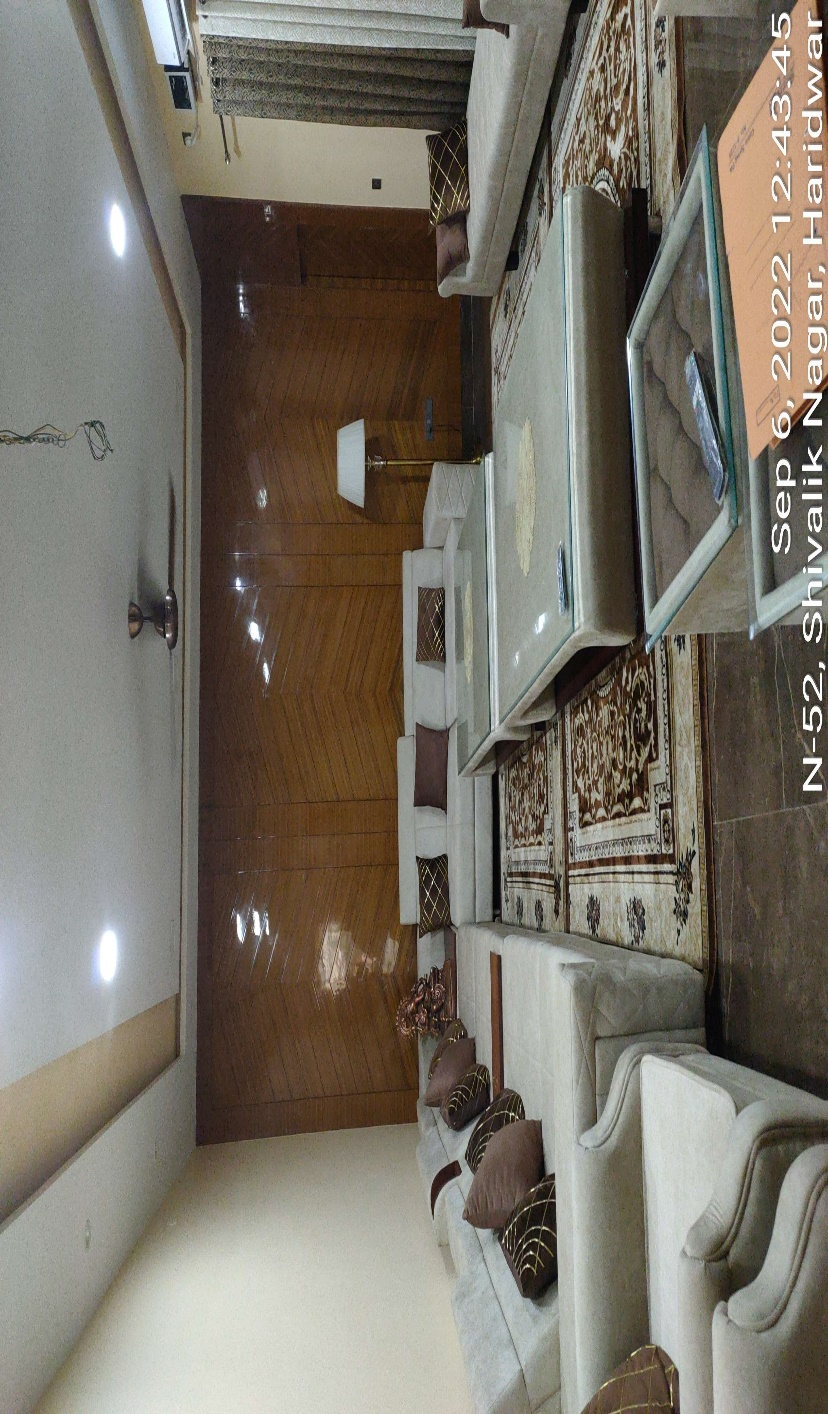 Sep 6, 2022 12:43:45
N-52, Shivalik Nagar, Haridwar